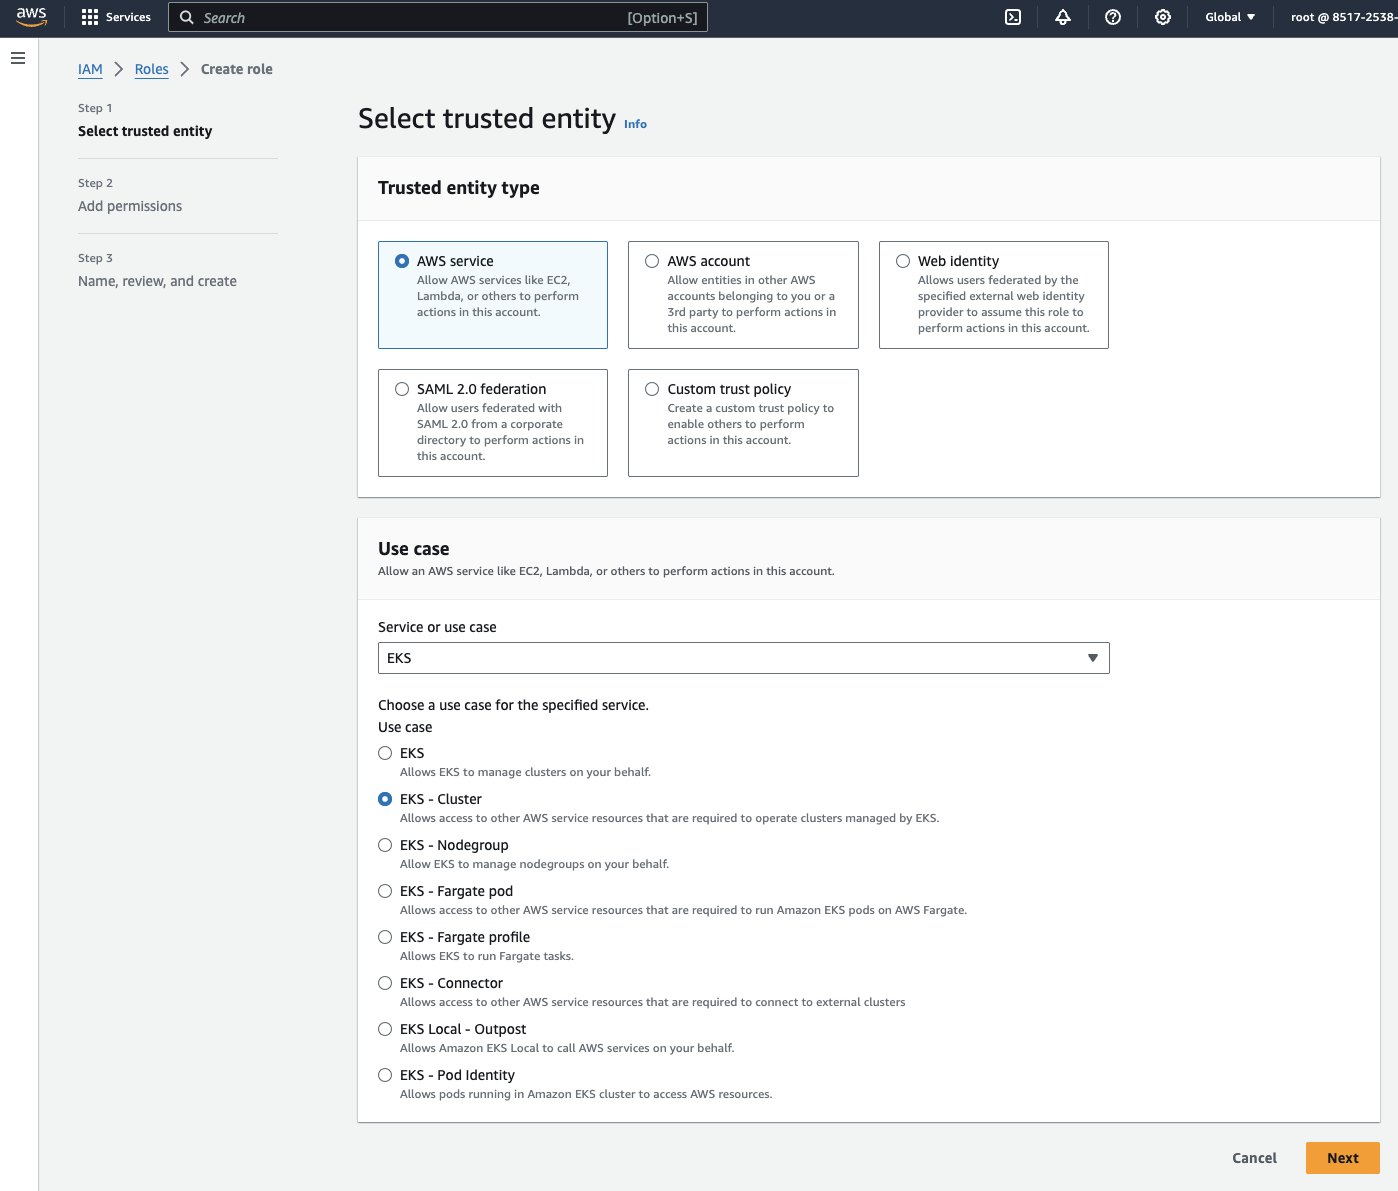 aws
Services
Search
[Option+S]
Global
root @ 8517-2538-
IAM
Roles
Create role
Step 1
Select trusted entity
Step 2
Add permissions
Step 3
Name, review, and create
Select trusted entity Info
Trusted entity type
AWS service
Allow AWS services like EC2,
Lambda, or others to perform
actions in this account.
AWS account
Allow entities in other AWS
accounts belonging to you or a
3rd party to perform actions in
this account.
Web identity
Allows users federated by the
specified external web identity
provider to assume this role to
perform actions in this account.
SAML 2.0 federation
Allow users federated with
SAML 2.0 from a corporate
directory to perform actions in
this account.
Custom trust policy
Create a custom trust policy to
enable others to perform
actions in this account.
Use case
Allow an AWS service like EC2, Lambda, or others to perform actions in this account.
Service or use case
EKS
Choose a use case for the specified service.
Use case
EKS
Allows EKS to manage clusters on your behalf.
EKS - Cluster
Allows access to other AWS service resources that are required to operate clusters managed by EKS.
EKS - Nodegroup
Allow EKS to manage nodegroups on your behalf.
EKS - Fargate pod
Allows access to other AWS service resources that are required to run Amazon EKS pods on AWS Fargate.
EKS - Fargate profile
Allows EKS to run Fargate tasks.
EKS - Connector
Allows access to other AWS service resources that are required to connect to external clusters
EKS Local - Outpost
Allows Amazon EKS Local to call AWS services on your behalf.
EKS - Pod Identity
Allows pods running in Amazon EKS cluster to access AWS resources.
Cancel
Next